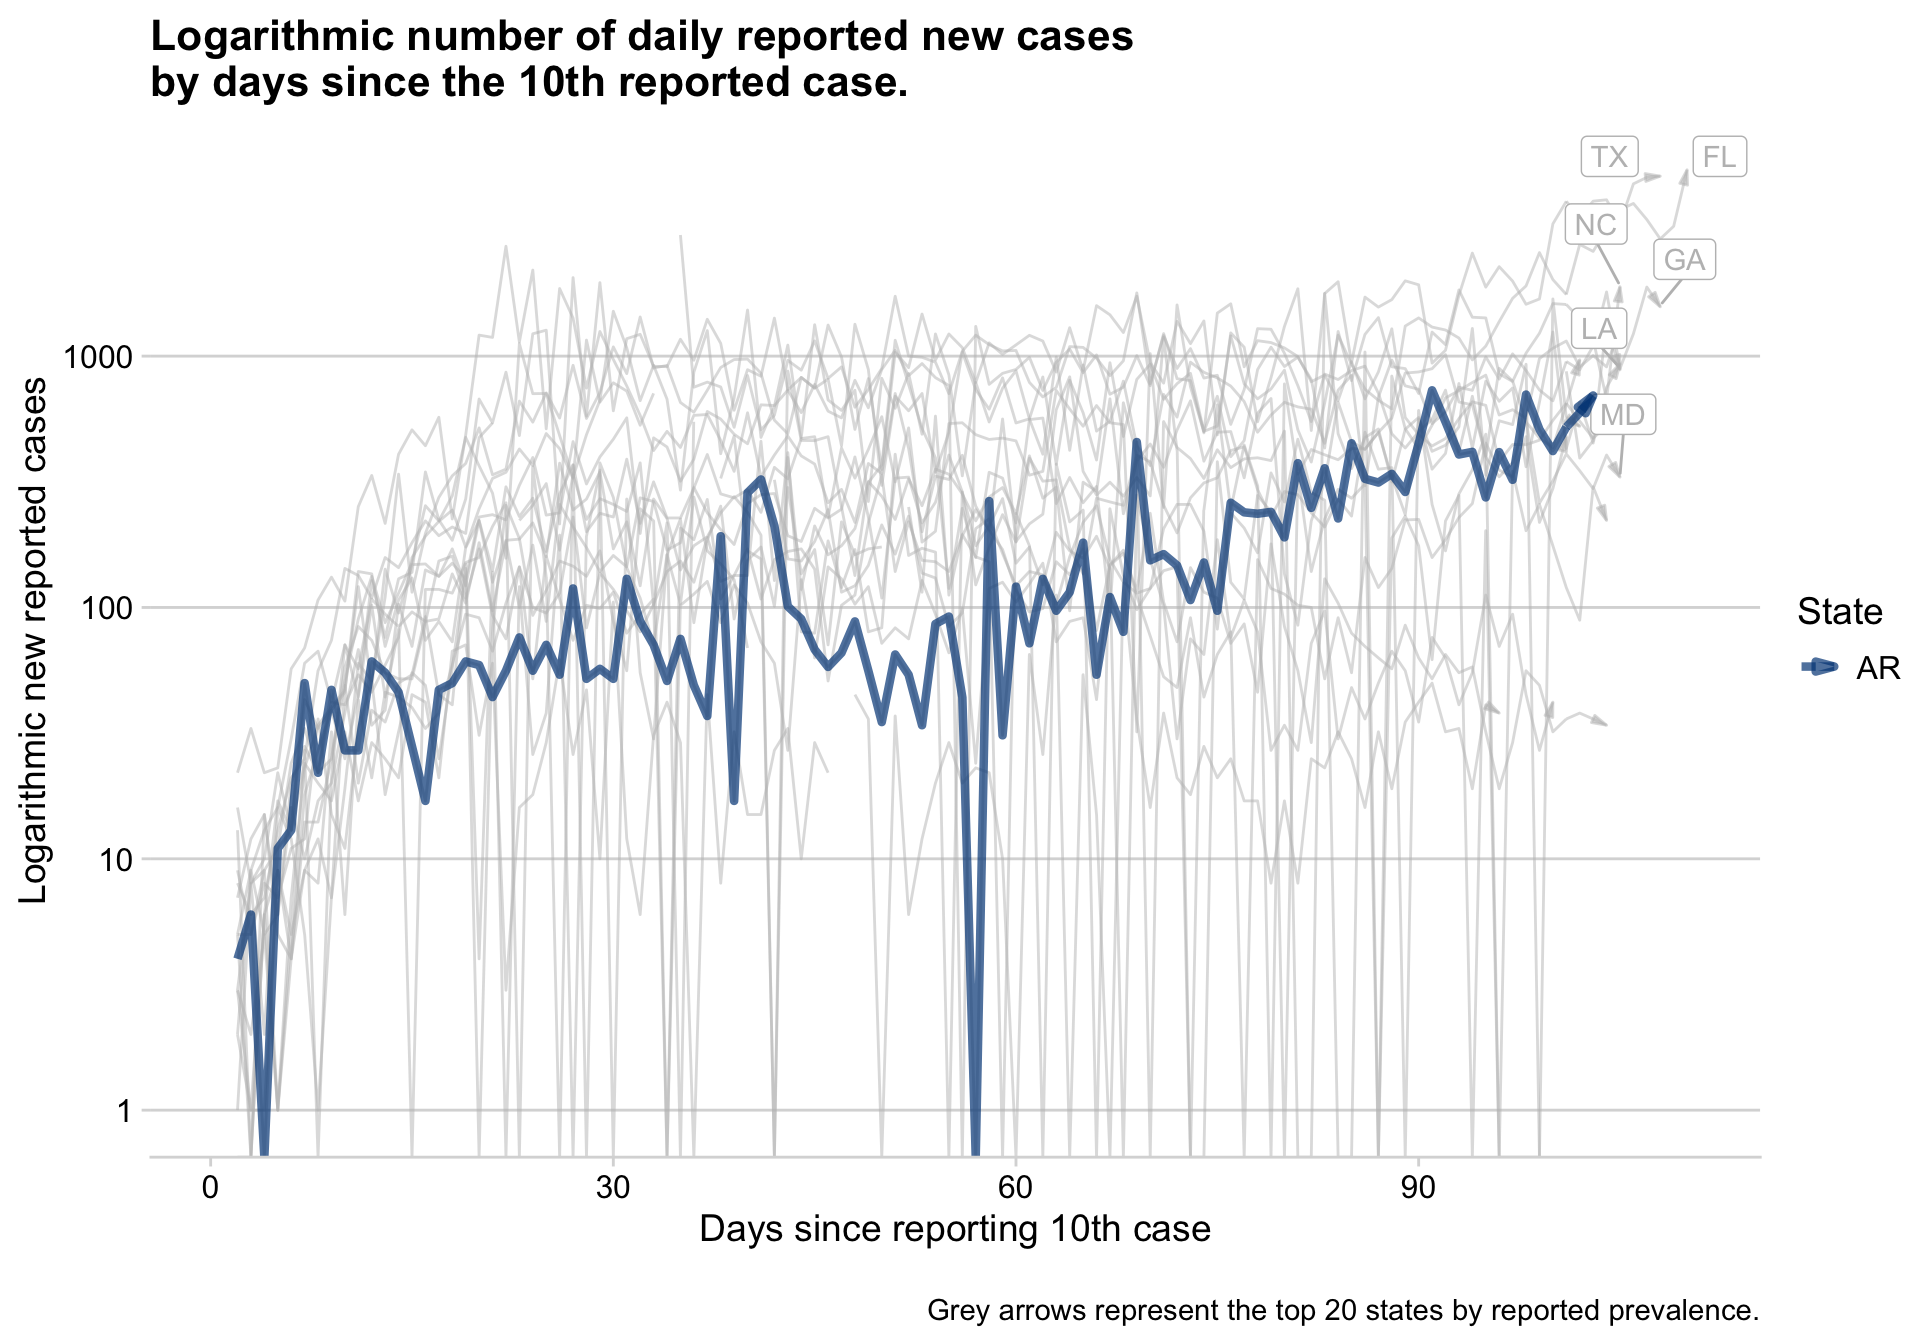 Logarithmic number of daily reported new cases
by days since the 10th reported case.
TX
FL
NC
GA
LA
MD
1000
100
10
1
Logarithmic new reported cases
0
30
60
90
Days since reporting 10th case
State
AR
Grey arrows represent the top 20 states by reported prevalence.